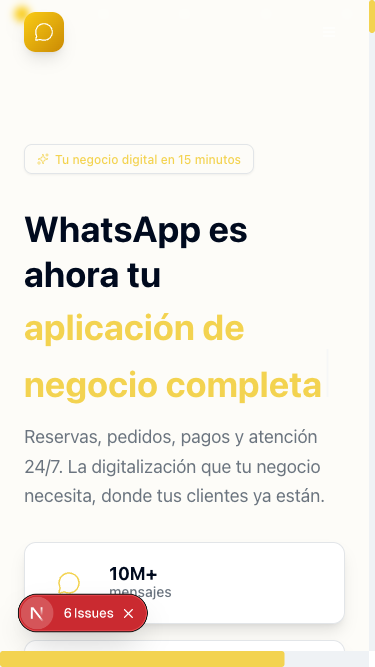 Tu negocio digital en 15 minutos
WhatsApp es
ahora tu
aplicación de
negocio completa
Reservas, pedidos, pagos y atención
24/7. La digitalización que tu negocio
necesita, donde tus clientes ya están.
10M+
mensajes
N 6 Issues